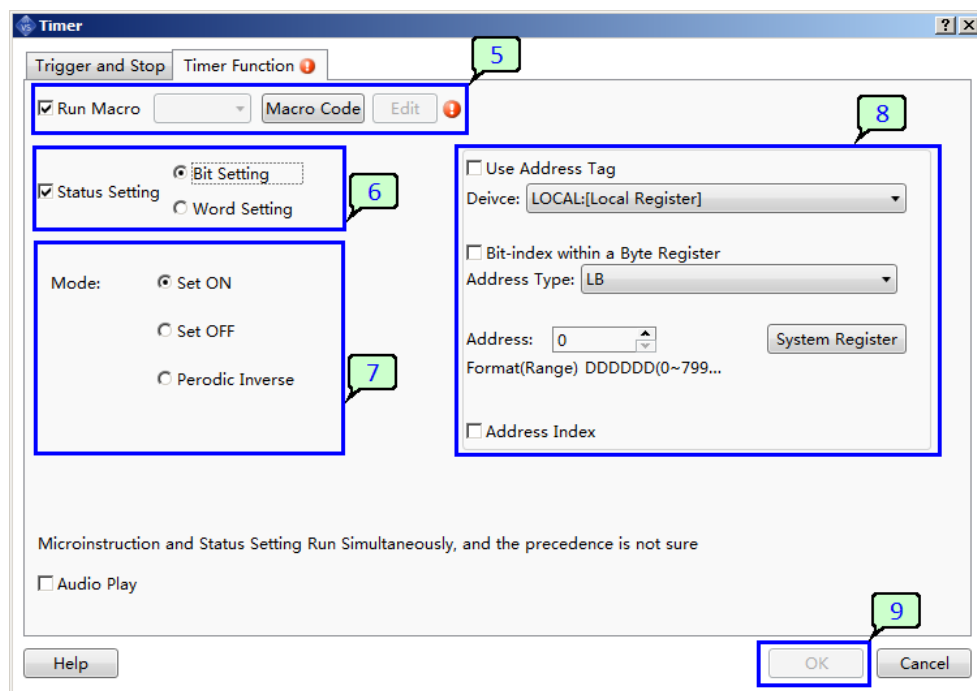 Timer
Trigger and Stop Timer Function
5
Run Macro Macro Code Edit
8
Status Setting
Bit Setting
Word Setting
6
Use Address Tag
Deivce: LOCAL:[Local Register]
Bit-index within a Byte Register
Address Type: LB
Mode: Set ON
Set OFF
Perodic Inverse
7
Address: 0 System Register
Format(Range) DDDDDD(0~799...
Address Index
Microinstruction and Status Setting Run Simultaneously, and the precedence is not sure
Audio Play
9
Help OK Cancel